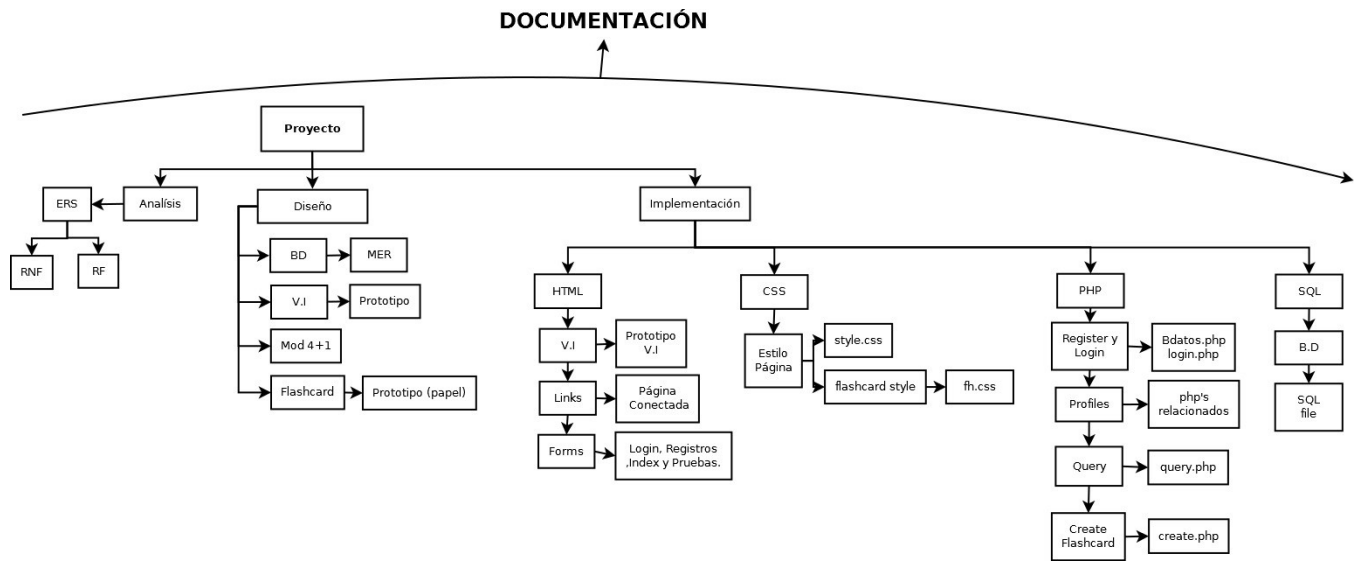 DOCUMENTACIÓN
Proyecto
ERS
Analísis
Diseño
Implementación
RNF
RF
BD
MER
V.I
Prototipo
Mod 4+1
Flashcard
Prototipo (papel)
HTML
V.I
Prototipo
V.I
Links
Página
Conectada
Forms
Login, Registros
,Index y Pruebas.
CSS
Estilo
Página
style.css
flashcard style
fh.css
PHP
Register y
Login
Bdatos.php
login.php
Profiles
php's
relacionados
Query
query.php
Create
Flashcard
create.php
SQL
B.D
SQL
file